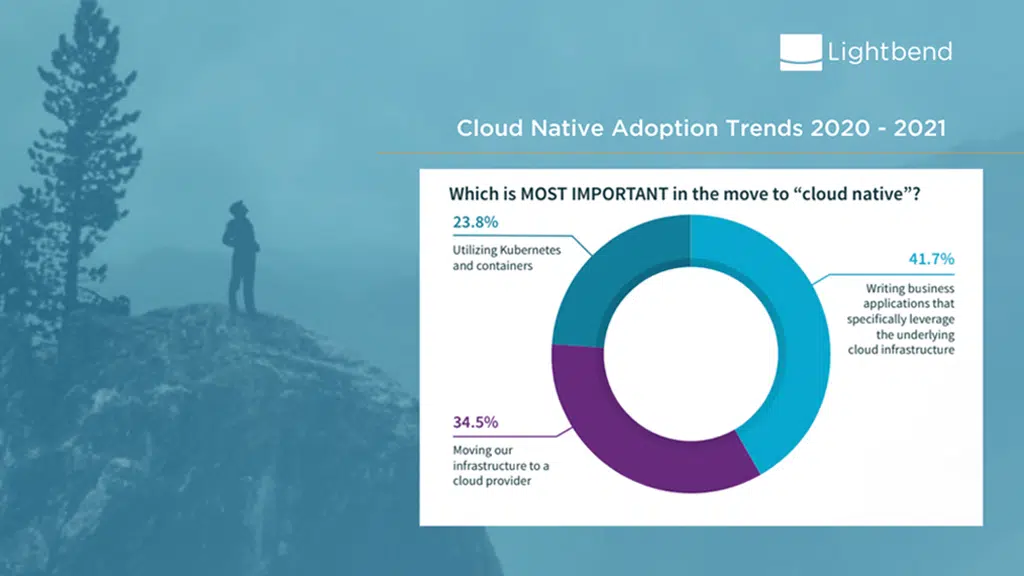 Lightbend
Cloud Native Adoption Trends 2020 - 2021
Which is MOST IMPORTANT in the move to “cloud native”?
23.8%
Utilizing Kubernetes
and containers
41.7%
Writing business
applications that
specifically leverage
the underlying
cloud infrastructure
34.5%
Moving our
infrastructure to a
cloud provider